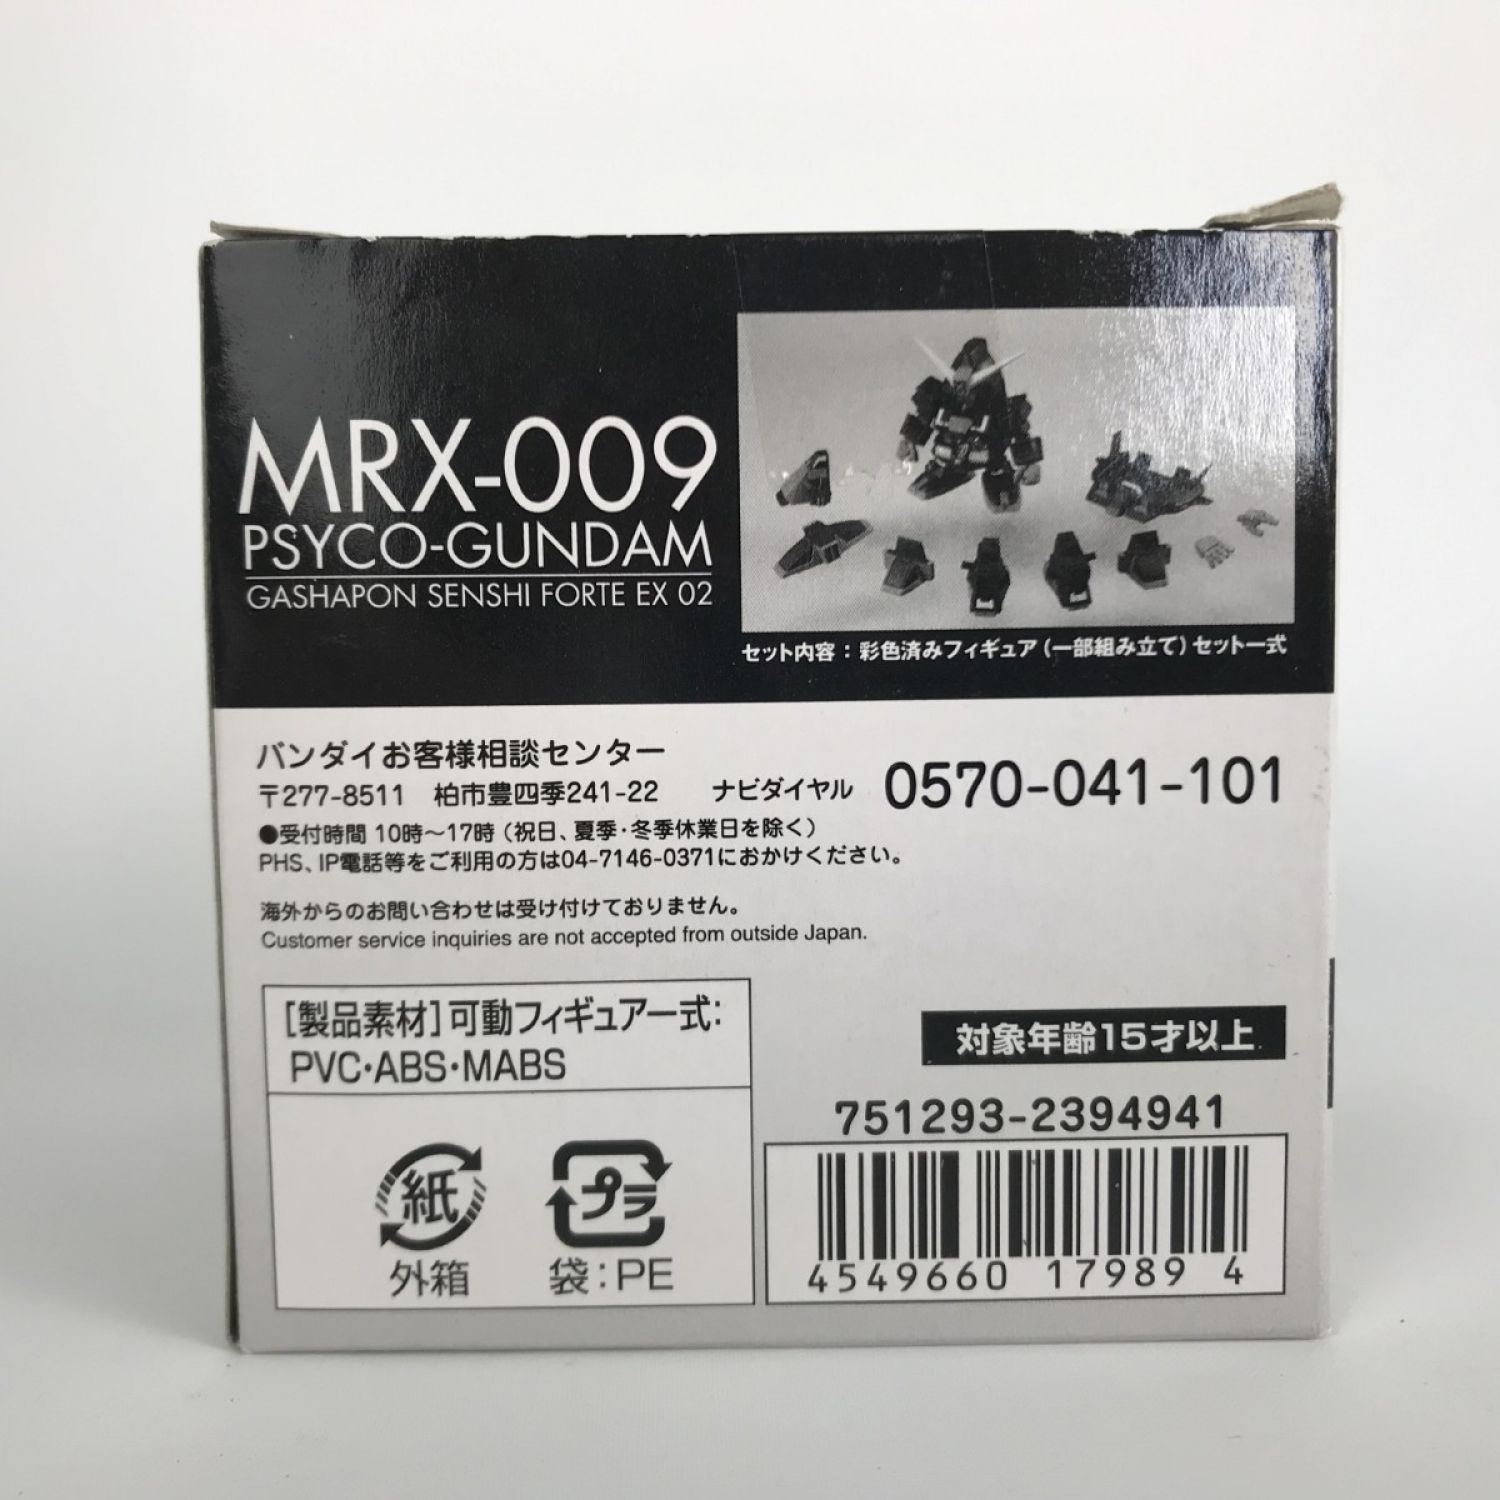 MRX-009
PSYCO-GUNDAM
GASHAPON SENSHI FORTE EX 02
セット内容：彩色済みフィギュア(一部組み立て)セット一式
バンダイお客様相談センター
〒277-8511 柏市豊四季241-22 ナビダイヤル 0570-041-101
●受付時間 10時～17時（祝日、夏季・冬季休業日を除く）
PHS、IP電話等をご利用の方は04-7146-0371におかけください。
海外からのお問い合わせは受け付けておりません。
Customer service inquiries are not accepted from outside Japan.
[製品素材]可動フィギュア一式:
PVC・ABS・MABS
紙
外箱
プラ
袋：PE
対象年齢15才以上
751293-2394941
4549660 17989 4